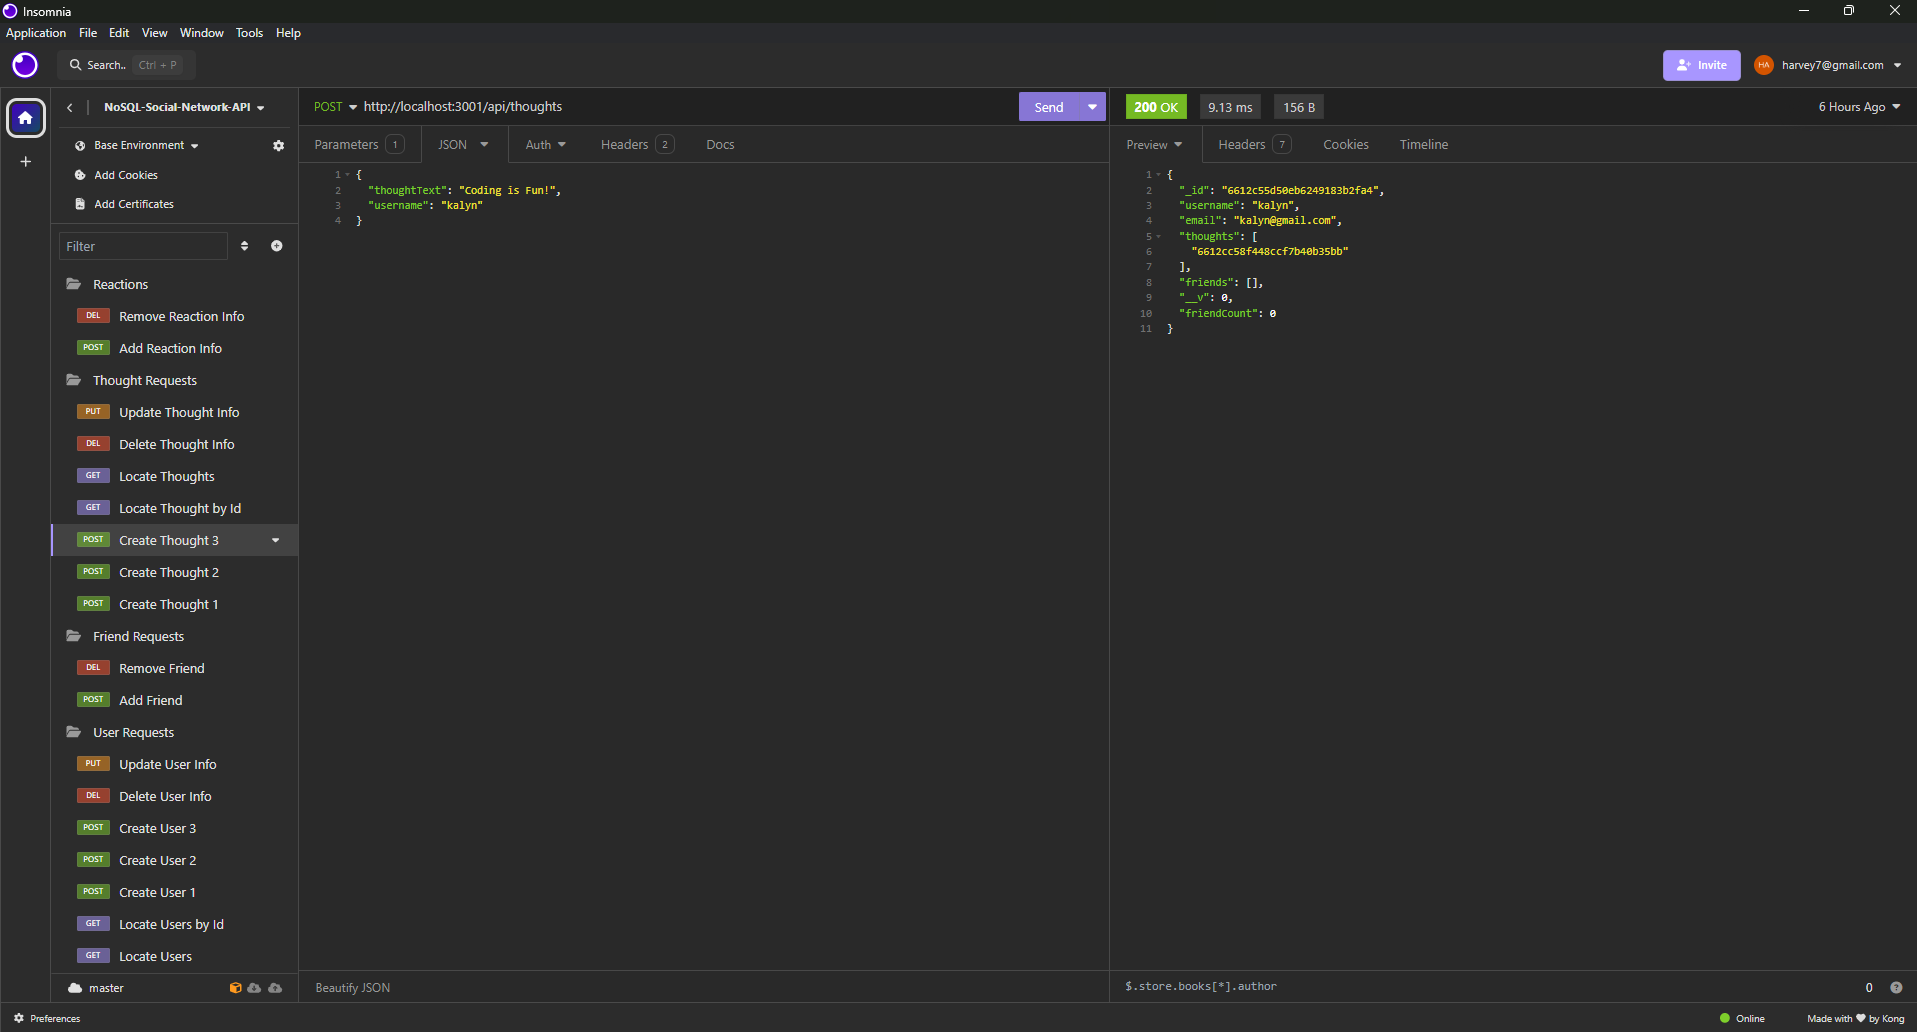 Insomnia
Application File Edit View Window Tools Help
Search.. Ctrl + P
Invite
HA harvey7@gmail.com
NoSQL-Social-Network-API
Base Environment
Add Cookies
Add Certificates
Filter
Reactions
DEL Remove Reaction Info
POST Add Reaction Info
Thought Requests
PUT Update Thought Info
DEL Delete Thought Info
GET Locate Thoughts
GET Locate Thought by Id
POST Create Thought 3
POST Create Thought 2
POST Create Thought 1
Friend Requests
DEL Remove Friend
POST Add Friend
User Requests
PUT Update User Info
DEL Delete User Info
POST Create User 3
POST Create User 2
POST Create User 1
GET Locate Users by Id
GET Locate Users
master
POST http://localhost:3001/api/thoughts Send
Parameters 1 JSON Auth Headers 2 Docs
1 {
2 "thoughtText": "Coding is Fun!",
3 "username": "kalyn"
4 }
Beautify JSON
200 OK 9.13 ms 156 B 6 Hours Ago
Preview Headers 7 Cookies Timeline
1 {
2 "_id": "6612c55d50eb6249183b2fa4",
3 "username": "kalyn",
4 "email": "kalyn@gmail.com",
5 "thoughts": [
6 "6612cc58f448ccf7b40b35bb"
7 ],
8 "friends": [],
9 "__v": 0,
10 "friendCount": 0
11 }
$.store.books[*].author 0 ?
Preferences
Online Made with ♥ by Kong